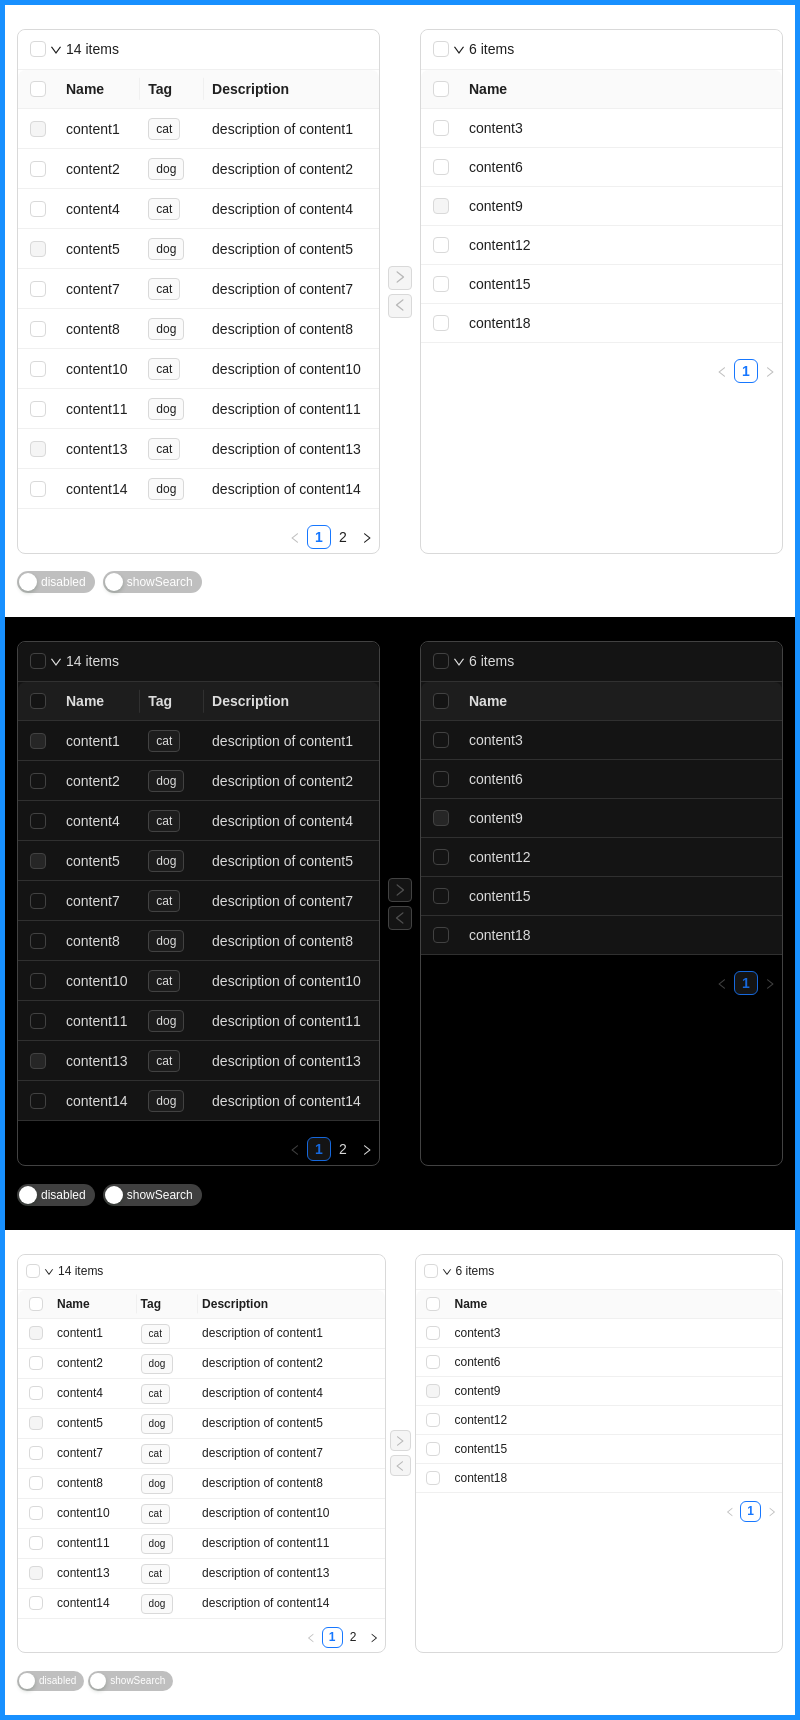 14 items
Name Tag Description
content1 cat description of content1
content2 dog description of content2
content4 cat description of content4
content5 dog description of content5
content7 cat description of content7
content8 dog description of content8
content10 cat description of content10
content11 dog description of content11
content13 cat description of content13
content14 dog description of content14
1 2
6 items
Name
content3
content6
content9
content12
content15
content18
1
disabled showSearch
14 items
Name Tag Description
content1 cat description of content1
content2 dog description of content2
content4 cat description of content4
content5 dog description of content5
content7 cat description of content7
content8 dog description of content8
content10 cat description of content10
content11 dog description of content11
content13 cat description of content13
content14 dog description of content14
1 2
6 items
Name
content3
content6
content9
content12
content15
content18
1
disabled showSearch
14 items
Name Tag Description
content1 cat description of content1
content2 dog description of content2
content4 cat description of content4
content5 dog description of content5
content7 cat description of content7
content8 dog description of content8
content10 cat description of content10
content11 dog description of content11
content13 cat description of content13
content14 dog description of content14
1 2
6 items
Name
content3
content6
content9
content12
content15
content18
1
disabled showSearch